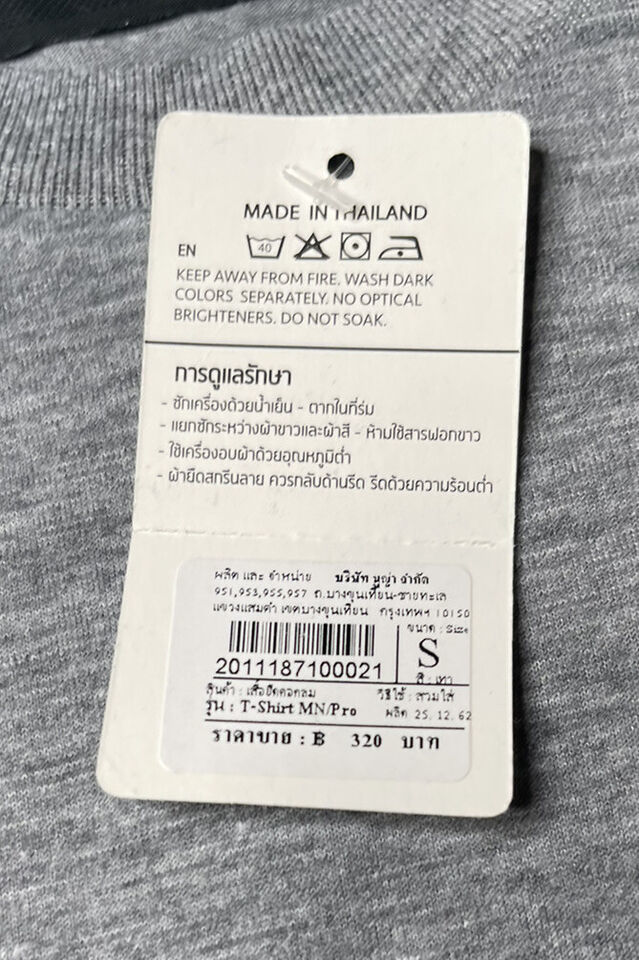 MADE IN THAILAND
40
EN
KEEP AWAY FROM FIRE. WASH DARK
COLORS SEPARATELY. NO OPTICAL
BRIGHTENERS. DO NOT SOAK.
การดูแลรักษา
- ซักเครื่องด้วยน้ำเย็น - ตากในที่ร่ม
- แยกซักระหว่างผ้าขาวและผ้าสี - ห้ามใช้สารฟอกขาว
- ใช้เครื่องอบผ้าด้วยอุณหภูมิต่ำ
- ผ้ายืดสกรีนลาย ควรกลับด้านรีด รีดด้วยความร้อนต่ำ
ผลิต และ จำหน่าย บริษัท มูญ่า จำกัด
951,953,955,957 ถ.บางขุนเทียน-ชายทะเล
แขวงแสมดำ เขตบางขุนเทียน กรุงเทพฯ 10150
ขนาด : Size
S
2011187100021
สี : เทา
สินค้า : เสื้อยืดคอกลม วิธีใช้ : สวมใส่
รุ่น : T-Shirt MN/Pro ผลิต 25. 12. 62
ราคาขาย : ฿ 320 บาท